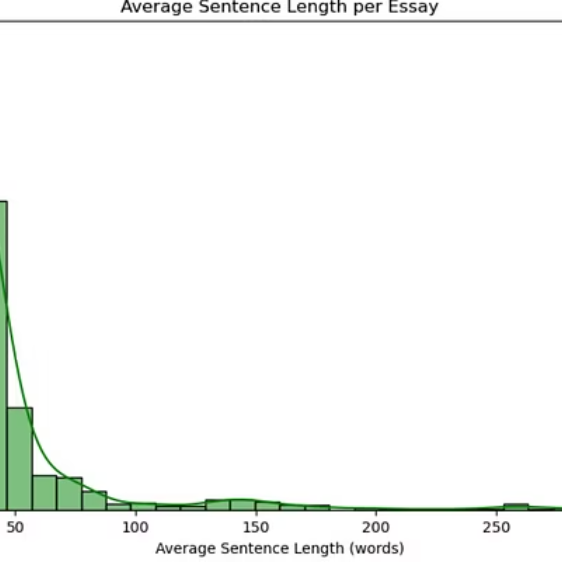 Average Sentence Length per Essay
50 100 150 200 250
Average Sentence Length (words)